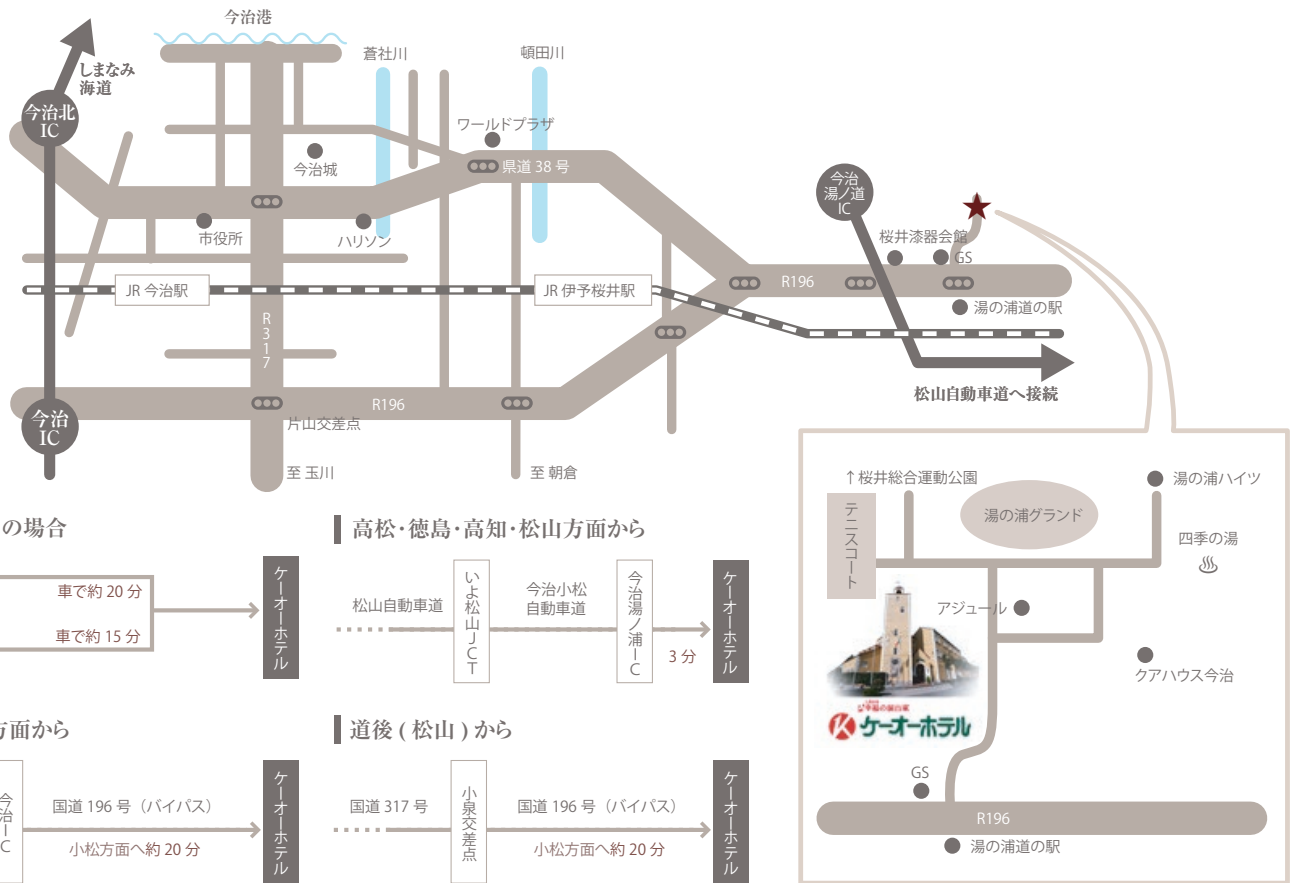 今治港
しまなみ
海道
今治北
IC
蒼社川
頓田川
ワールドプラザ
今治城
県道 38 号
市役所
ハリソン
今治
湯ノ道
IC
桜井漆器会館
GS
JR 今治駅
JR 伊予桜井駅
R196
湯の浦道の駅
R317
松山自動車道へ接続
今治
IC
R196
片山交差点
至 玉川
至 朝倉
の場合
車で約 20 分
車で約 15 分
ケーオーホテル
高松・徳島・高知・松山方面から
松山自動車道
いよ松山JCT
今治小松
自動車道
今治湯ノ浦IC
3 分
ケーオーホテル
方面から
今治IC
国道 196 号（バイパス）
小松方面へ約 20 分
ケーオーホテル
道後 ( 松山 ) から
国道 317 号
小泉交差点
国道 196 号（バイパス）
小松方面へ約 20 分
ケーオーホテル
↑桜井総合運動公園
湯の浦ハイツ
テニスコート
湯の浦グランド
四季の湯
アジュール
クアハウス今治
K ケーオーホテル
GS
R196
湯の浦道の駅